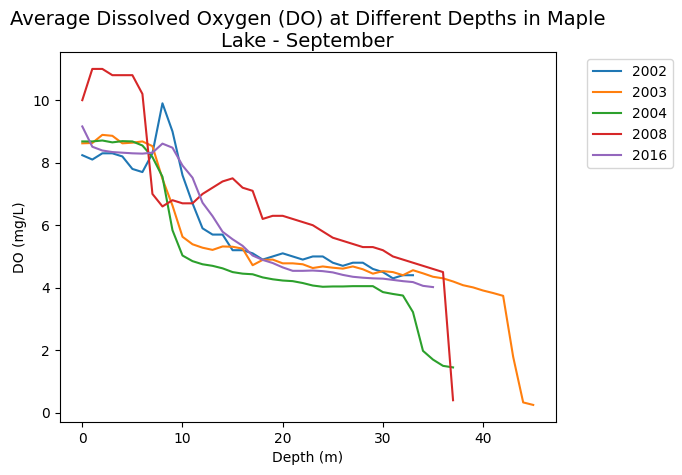 Average Dissolved Oxygen (DO) at Different Depths in Maple
Lake - September
2002
2003
2004
2008
2016
DO (mg/L)
10
8
6
4
2
0
0 10 20 30 40
Depth (m)